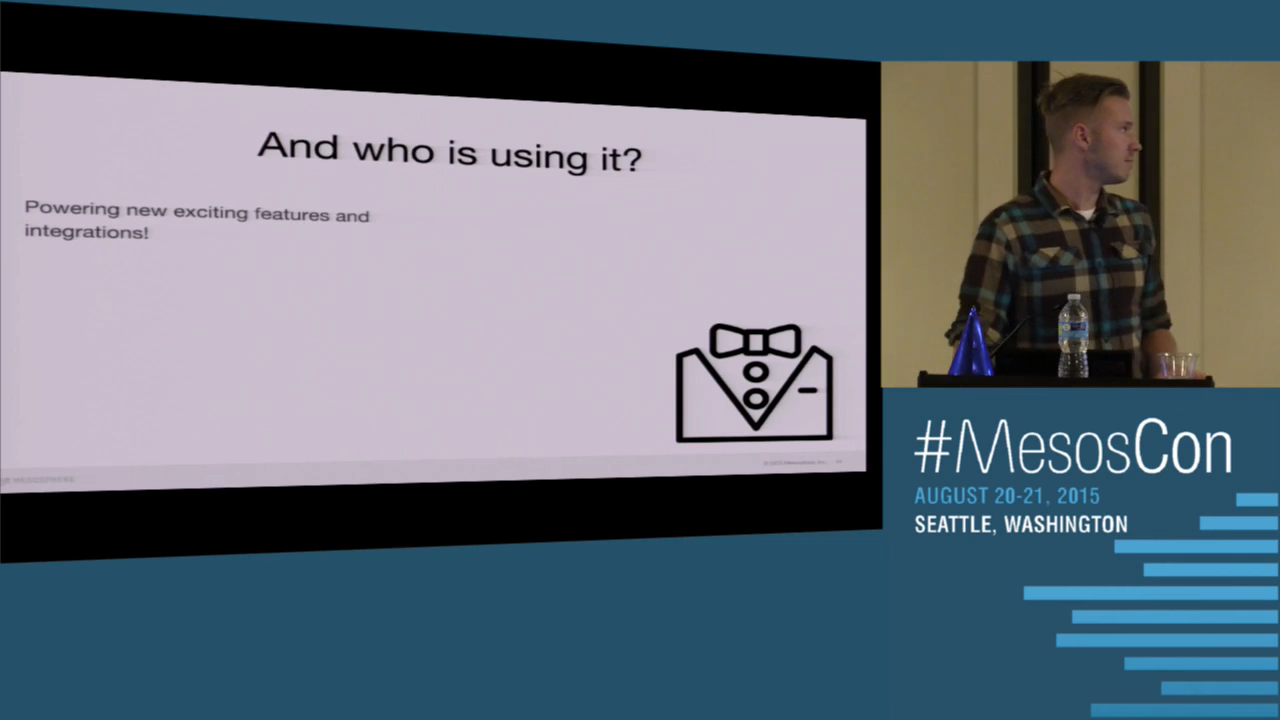 And who is using it?
Powering new exciting features and
integrations!
#MesosCon
AUGUST 20-21, 2015
SEATTLE, WASHINGTON